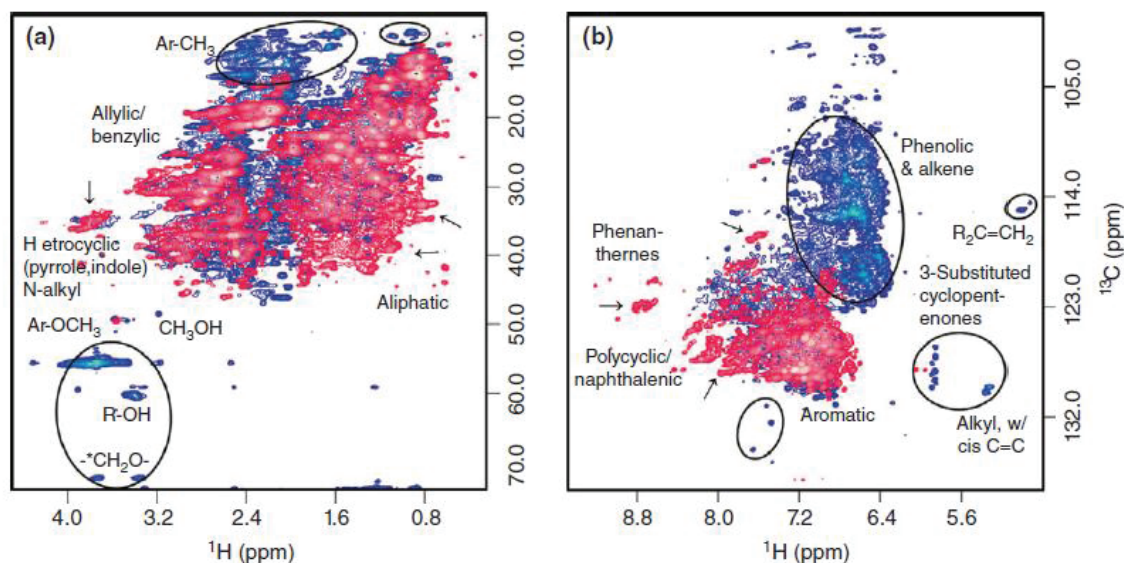 (a)
Ar-CH3
Allylic/
benzylic
H etrocyclic
(pyrrole,indole)
N-alkyl
Aliphatic
Ar-OCH3
CH3OH
R-OH
-*CH2O-
10.0
20.0
30.0
40.0
50.0
60.0
70.0
4.0 3.2 2.4 1.6 0.8
1H (ppm)
(b)
Phenolic
& alkene
R2C=CH2
Phenan-
thernes
3-Substituted
cyclopent-
enones
Polycyclic/
naphthalenic
Aromatic
Alkyl, w/
cis C=C
105.0
114.0
123.0
132.0
13C (ppm)
8.8 8.0 7.2 6.4 5.6
1H (ppm)